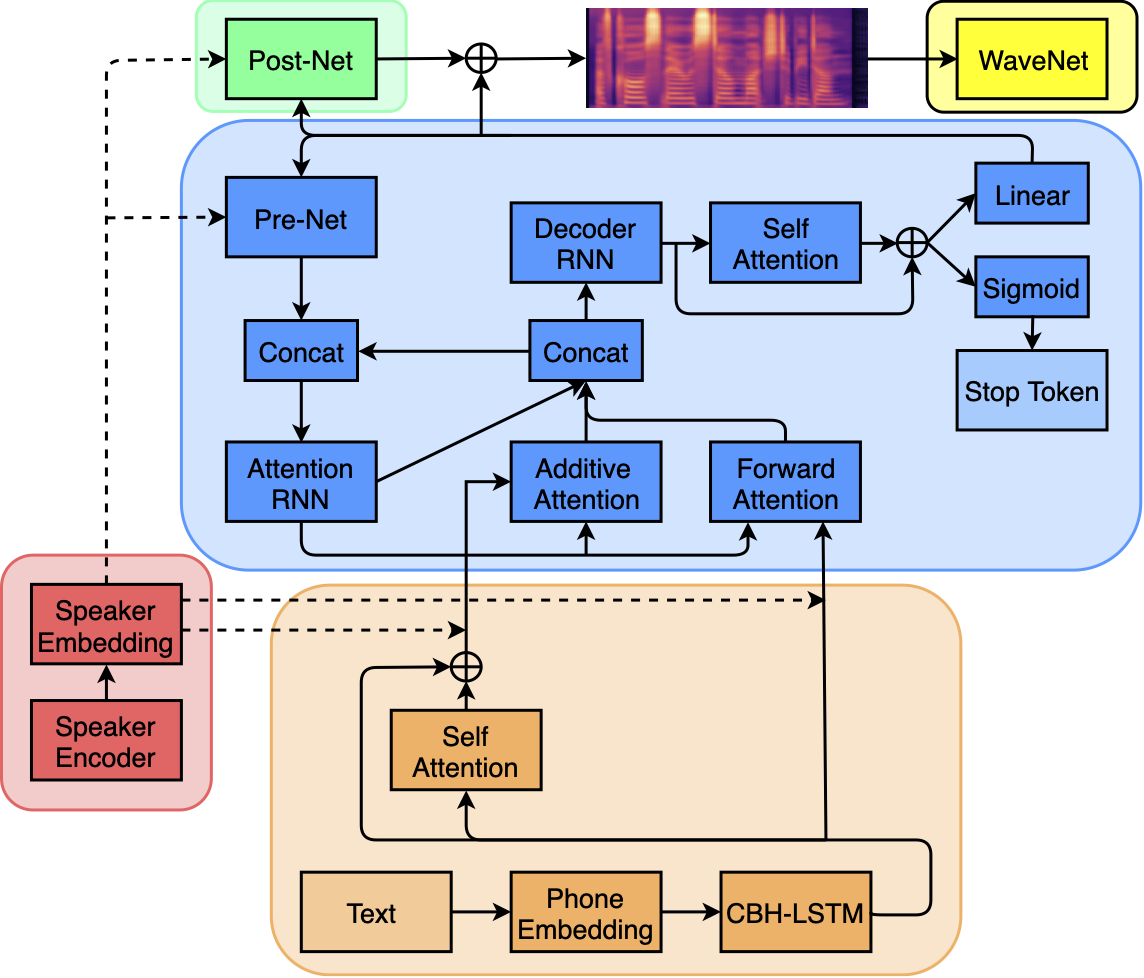 Post-Net
WaveNet
Pre-Net
Decoder
RNN
Self
Attention
Linear
Sigmoid
Stop Token
Concat
Concat
Attention
RNN
Additive
Attention
Forward
Attention
Speaker
Embedding
Speaker
Encoder
Self
Attention
Text
Phone
Embedding
CBH-LSTM